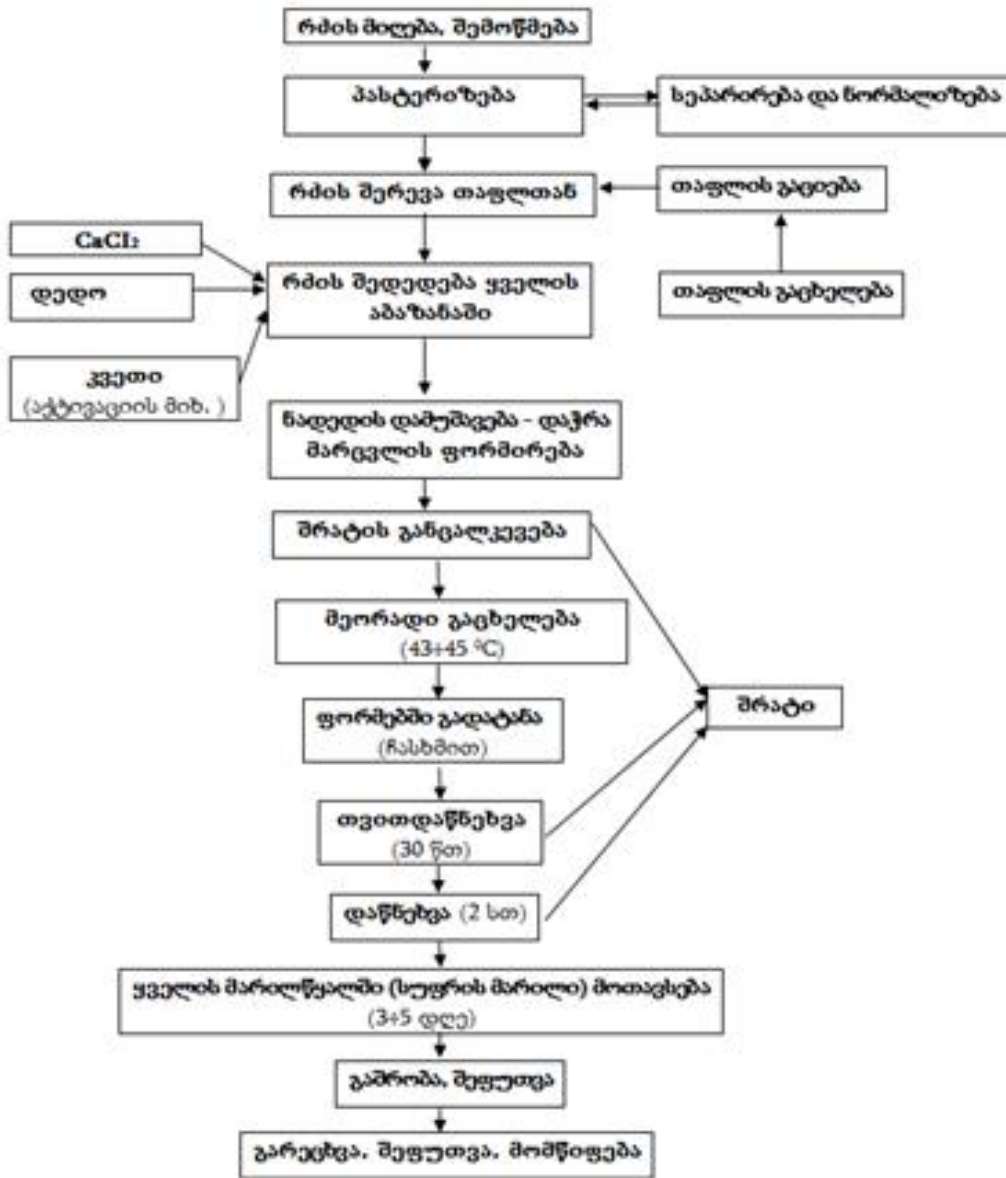 რძის მიღება, შემოწმება
პასტერიზება
სეპარირება და ნორმალიზება
რძის შერევა თაფლთან
თაფლის გაციება
თაფლის გაცხელება
CaCI₂
დედო
კვეთი
(აქტივაციის მიხ. )
რძის შედედება ყველის
აბაზანაში
ნადედის დამუშავება - დაჭრა
მარცვლის ფორმირება
შრატის განცალკევება
მეორადი გაცხელება
(43÷45 ⁰C)
ფორმებში გადატანა
(ჩასხმით)
შრატი
თვითდაწნეხვა
(30 წთ)
დაწნეხვა (2 სთ)
ყველის მარილწყალში (სუფრის მარილი) მოთავსება
(3÷5 დღე)
გაშრობა, შეფუთვა
გარეცხვა, შეფუთვა, მომწიფება